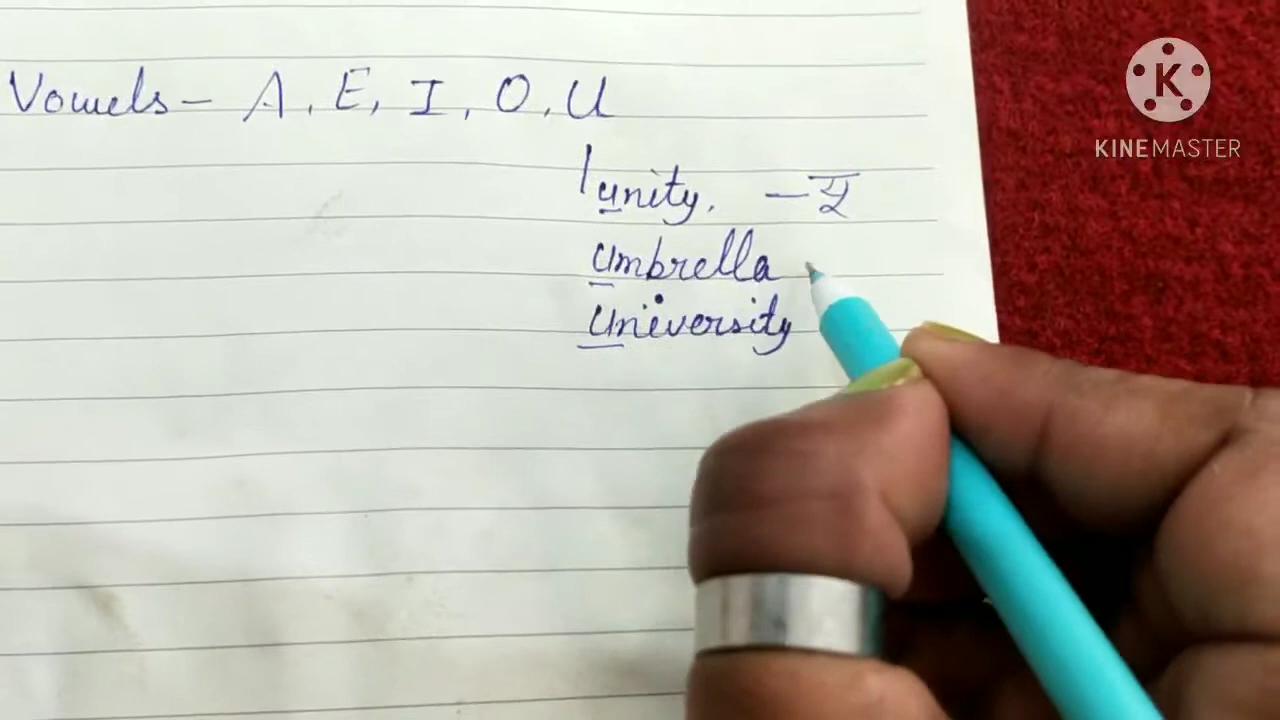 Vowels - A, E, I, O, U
unity. - यू
umbrella
University
K
KINEMASTER